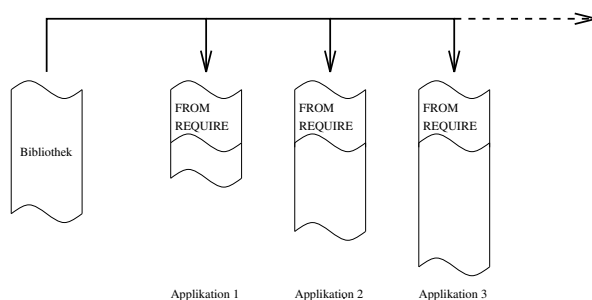 FROM
REQUIRE
FROM
REQUIRE
FROM
REQUIRE
Bibliothek
Applikation 1
Applikation 2
Applikation 3